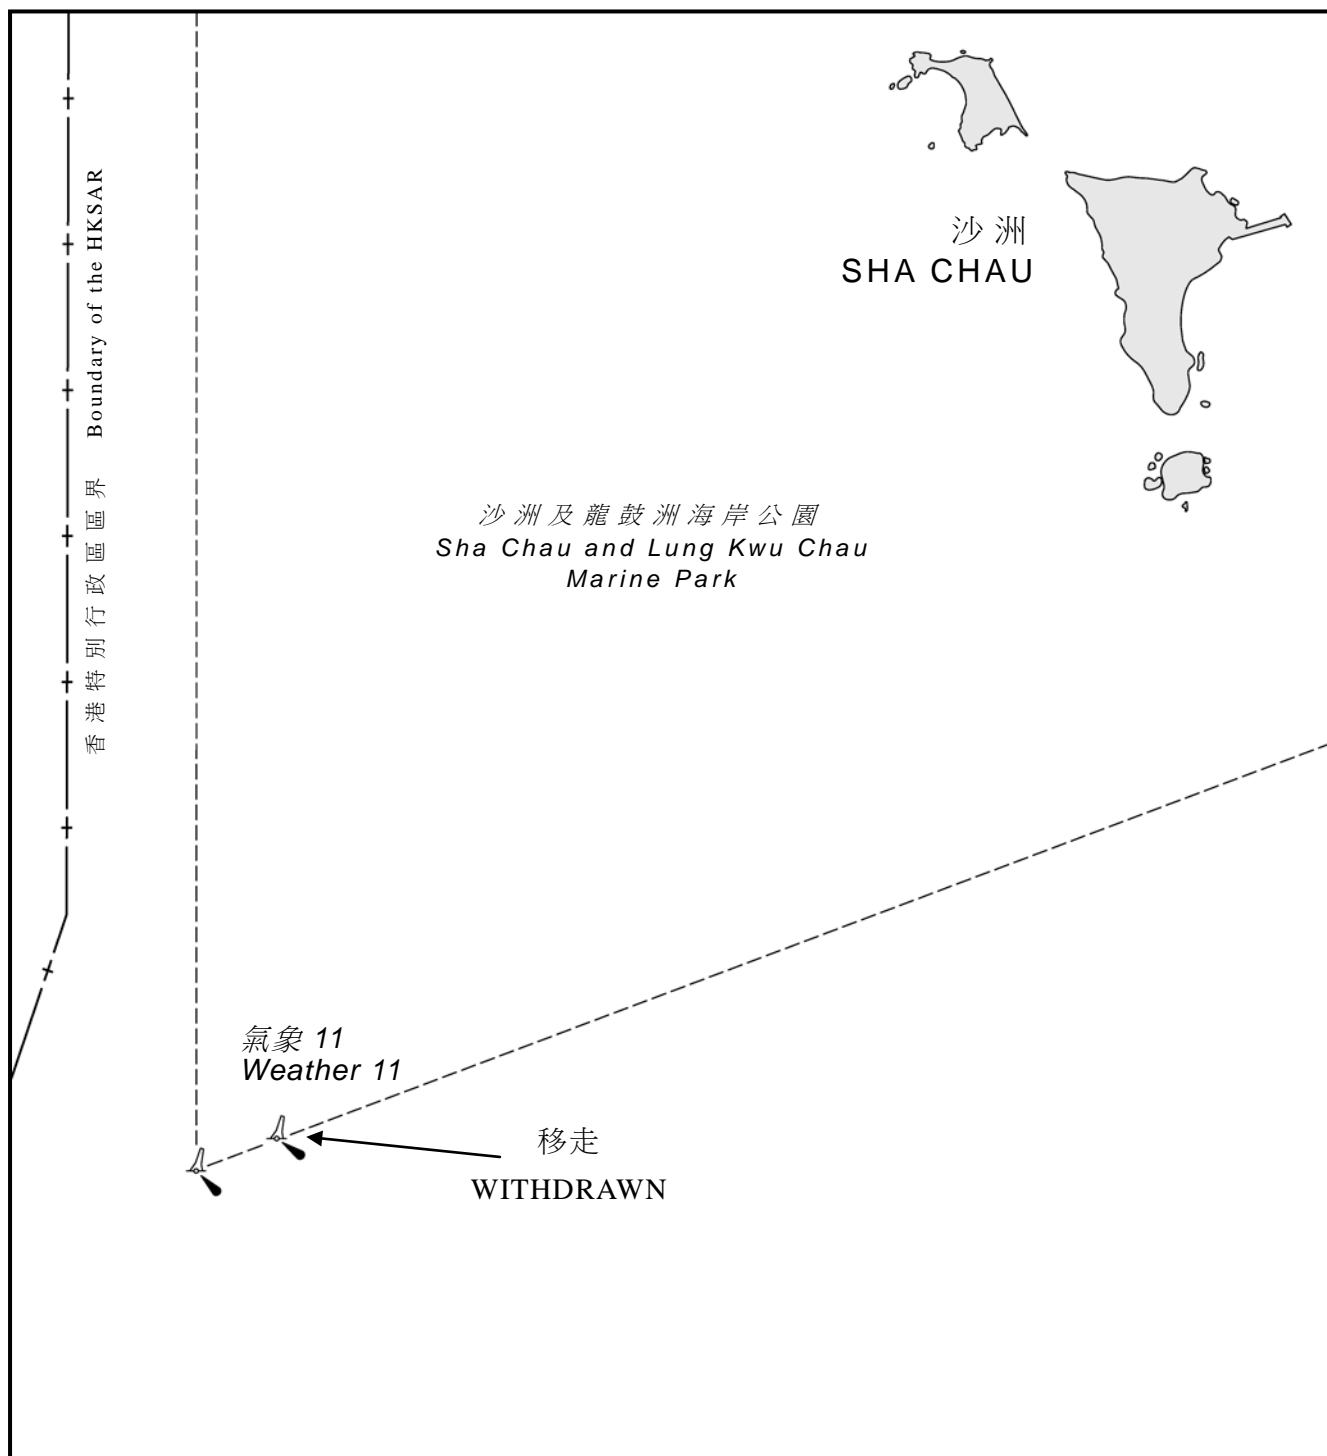 沙洲
SHA CHAU
香港特別行政區區界 Boundary of the HKSAR
沙洲及龍鼓洲海岸公園
Sha Chau and Lung Kwu Chau
Marine Park
氣象 11
Weather 11
移走
WITHDRAWN